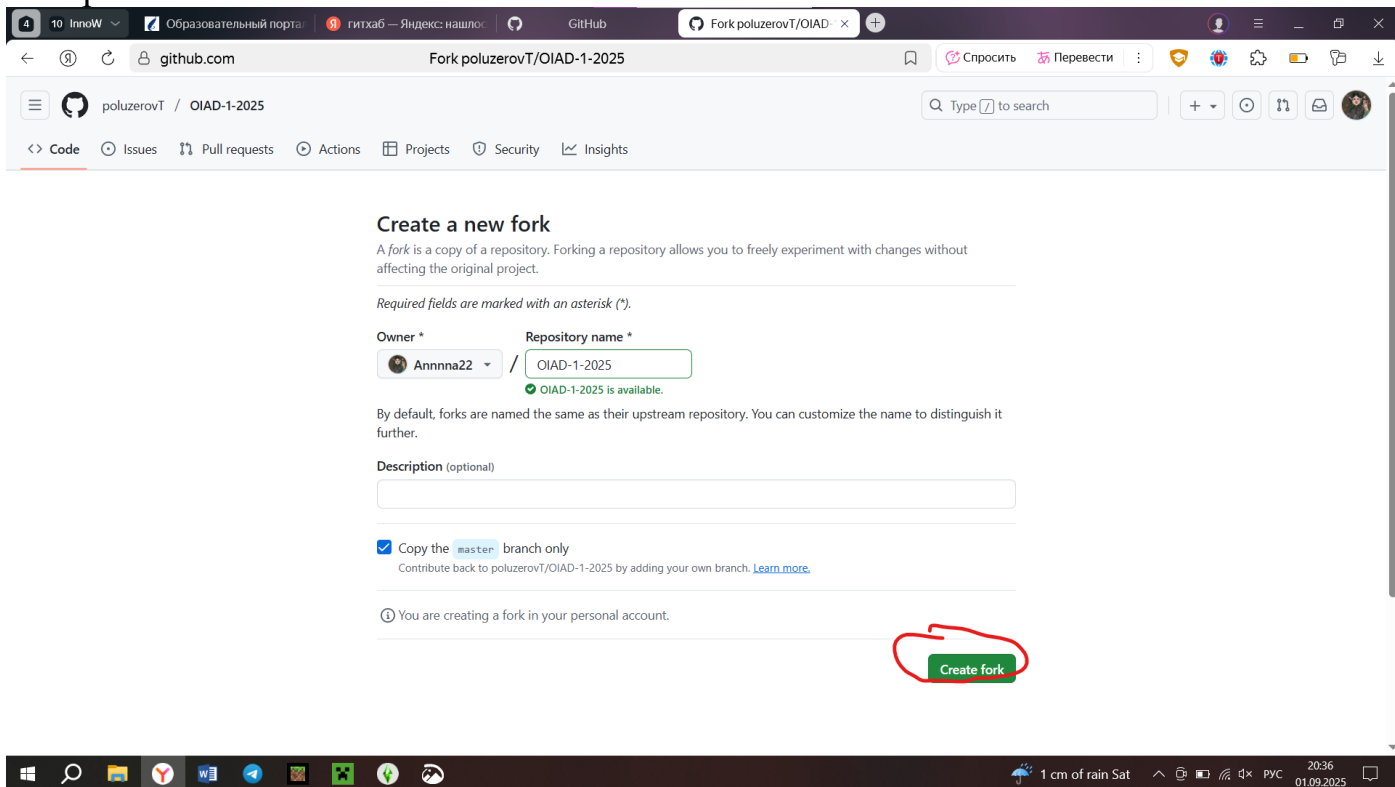 4
10 InnoW
Образовательный порта
гитхаб — Яндекс: нашлос
GitHub
Fork poluzerovT/OIAD-
github.com
Fork poluzerovT/OIAD-1-2025
Спросить
Перевести
poluzerovT / OIAD-1-2025
Type / to search
Code
Issues
Pull requests
Actions
Projects
Security
Insights
Create a new fork
A fork is a copy of a repository. Forking a repository allows you to freely experiment with changes without
affecting the original project.
Required fields are marked with an asterisk (*).
Owner *
Repository name *
Annnna22
/
OIAD-1-2025
OIAD-1-2025 is available.
By default, forks are named the same as their upstream repository. You can customize the name to distinguish it
further.
Description (optional)
Copy the master branch only
Contribute back to poluzerovT/OIAD-1-2025 by adding your own branch. Learn more.
You are creating a fork in your personal account.
Create fork
1 cm of rain Sat
РУС
20:36
01.09.2025